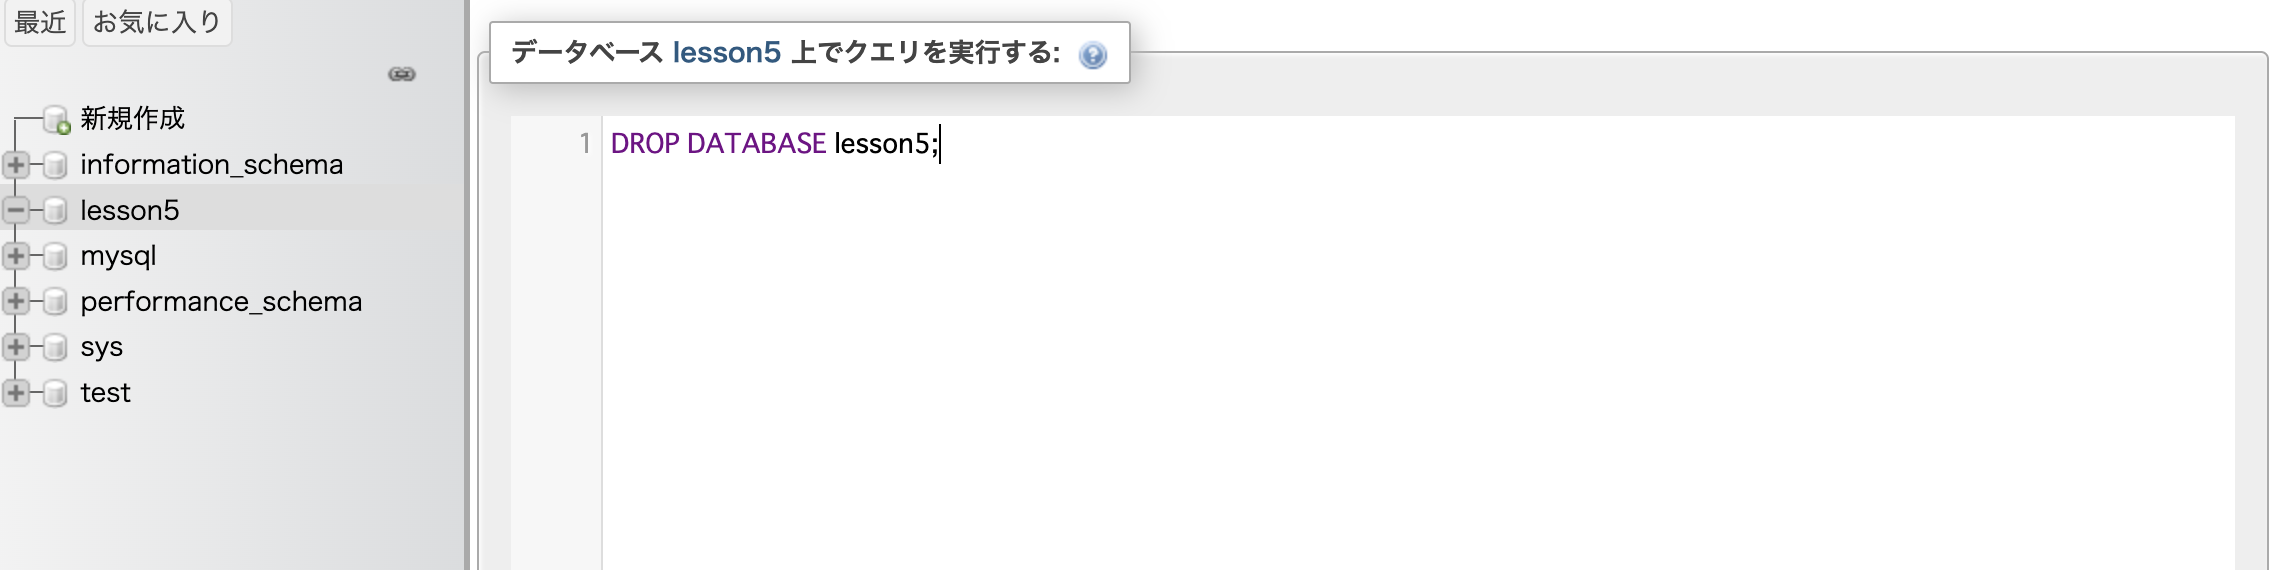 最近 お気に入り
新規作成
information_schema
lesson5
mysql
performance_schema
sys
test
データベース lesson5 上でクエリを実行する:
1 DROP DATABASE lesson5;